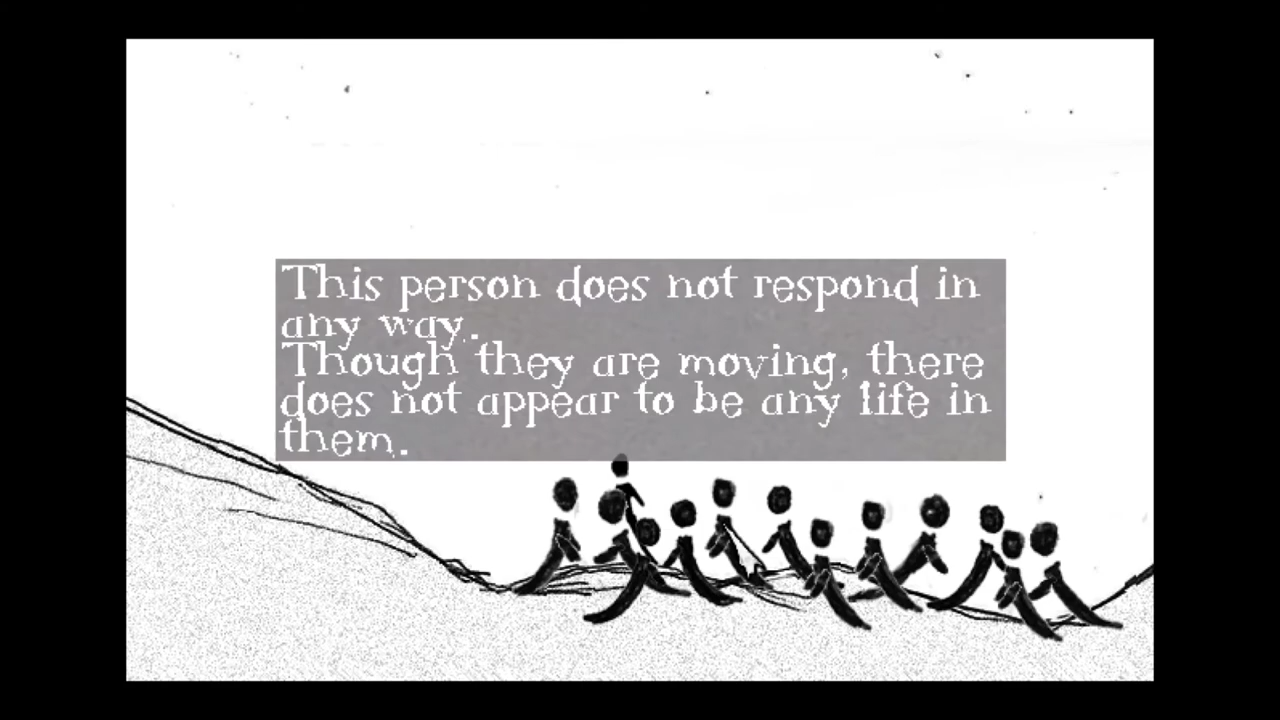 This person does not respond in
any way.
Though they are moving, there
does not appear to be any life in
them.